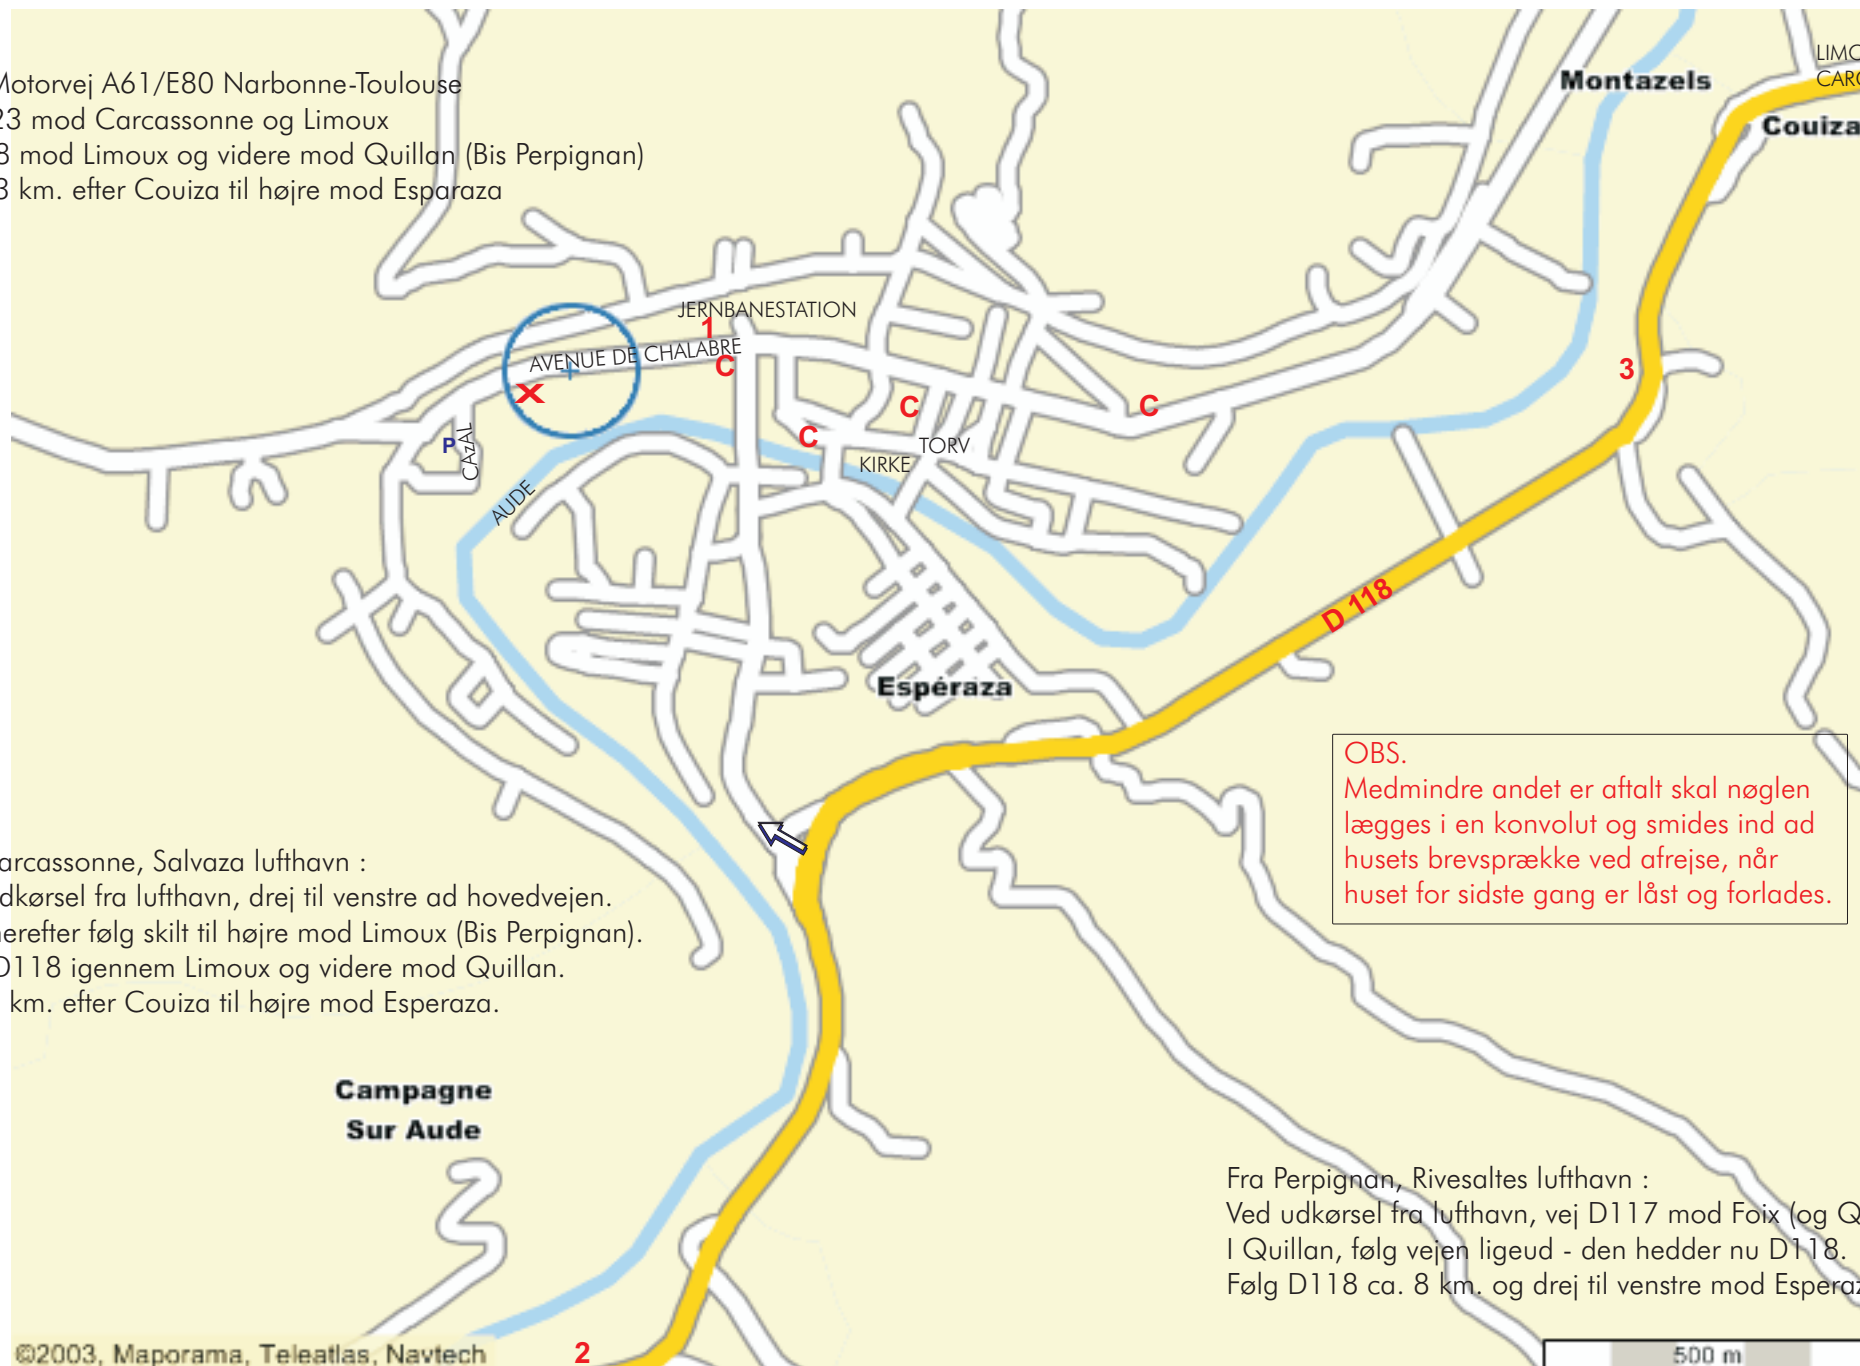 Motorvej A61/E80 Narbonne-Toulouse
23 mod Carcassonne og Limoux
8 mod Limoux og videre mod Quillan (Bis Perpignan)
3 km. efter Couiza til højre mod Esparaza
Montazels
LIMO
CARC
Couiza
JERNBANESTATION
1
AVENUE DE CHALABRE
C
X
C
C
C
3
P
CAzAL
TORV
KIRKE
AUDE
D 118
Espéraza
OBS.
Medmindre andet er aftalt skal nøglen
lægges i en konvolut og smides ind ad
husets brevsprække ved afrejse, når
huset for sidste gang er låst og forlades.
arcassonne, Salvaza lufthavn :
dkørsel fra lufthavn, drej til venstre ad hovedvejen.
herefter følg skilt til højre mod Limoux (Bis Perpignan).
D118 igennem Limoux og videre mod Quillan.
km. efter Couiza til højre mod Esperaza.
Campagne
Sur Aude
Fra Perpignan, Rivesaltes lufthavn :
Ved udkørsel fra lufthavn, vej D117 mod Foix (og Q
I Quillan, følg vejen ligeud - den hedder nu D118.
Følg D118 ca. 8 km. og drej til venstre mod Esperaz
©2003, Maporama, Teleatlas, Navtech
2
500 m